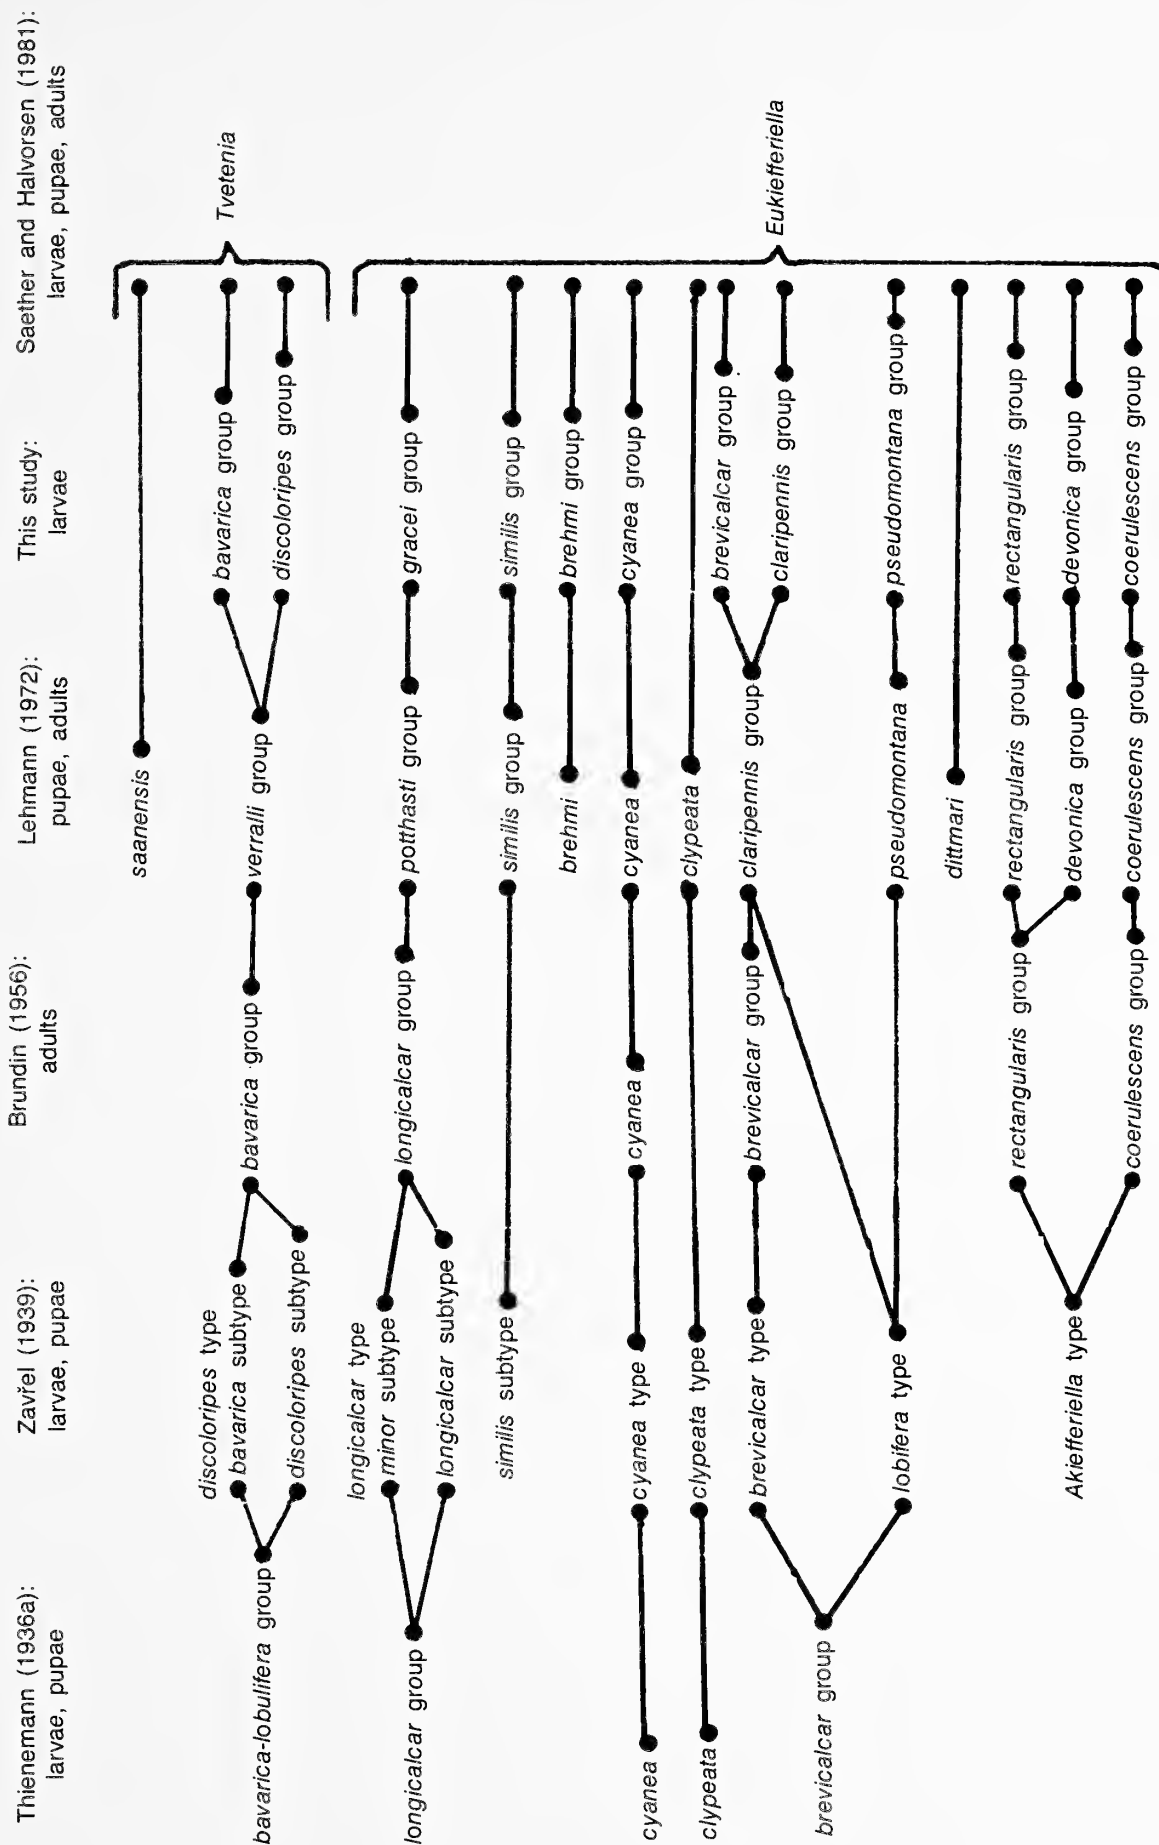 Thienemann (1936a):
larvae, pupae
Zavřel (1939):
larvae, pupae
Brundin (1956):
adults
Lehmann (1972):
pupae, adults
This study:
larvae
Saether and Halvorsen (1981):
larvae, pupae, adults
saanensis
bavarica-lobulifera group
discoloripes type
bavarica subtype
discoloripes subtype
bavarica group
verralli group
bavarica group
discoloripes group
Tvetenia
longicalcar group
longicalcar type
minor subtype
longicalcar subtype
longicalcar group
potthasti group
gracei group
similis subtype
similis group
similis group
brehmi
brehmi group
cyanea
cyanea type
cyanea
cyanea
cyanea group
clypeata
clypeata type
clypeata
brevicalcar group
brevicalcar type
lobifera type
brevicalcar group
claripennis group
brevicalcar group
claripennis group
Eukiefferiella
pseudomontana
pseudomontana group
dittmari
Akiefferiella type
rectangularis group
rectangularis group
rectangularis group
devonica group
devonica group
coerulescens group
coerulescens group
coerulescens group